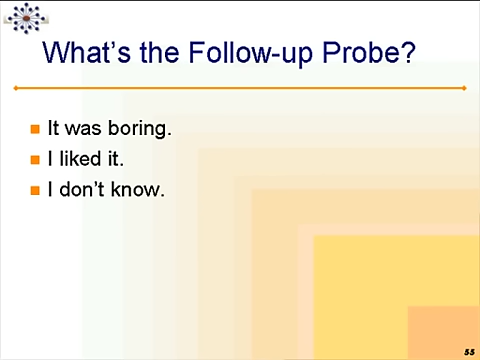 What's the Follow-up Probe?
It was boring.
I liked it.
I don't know.
55